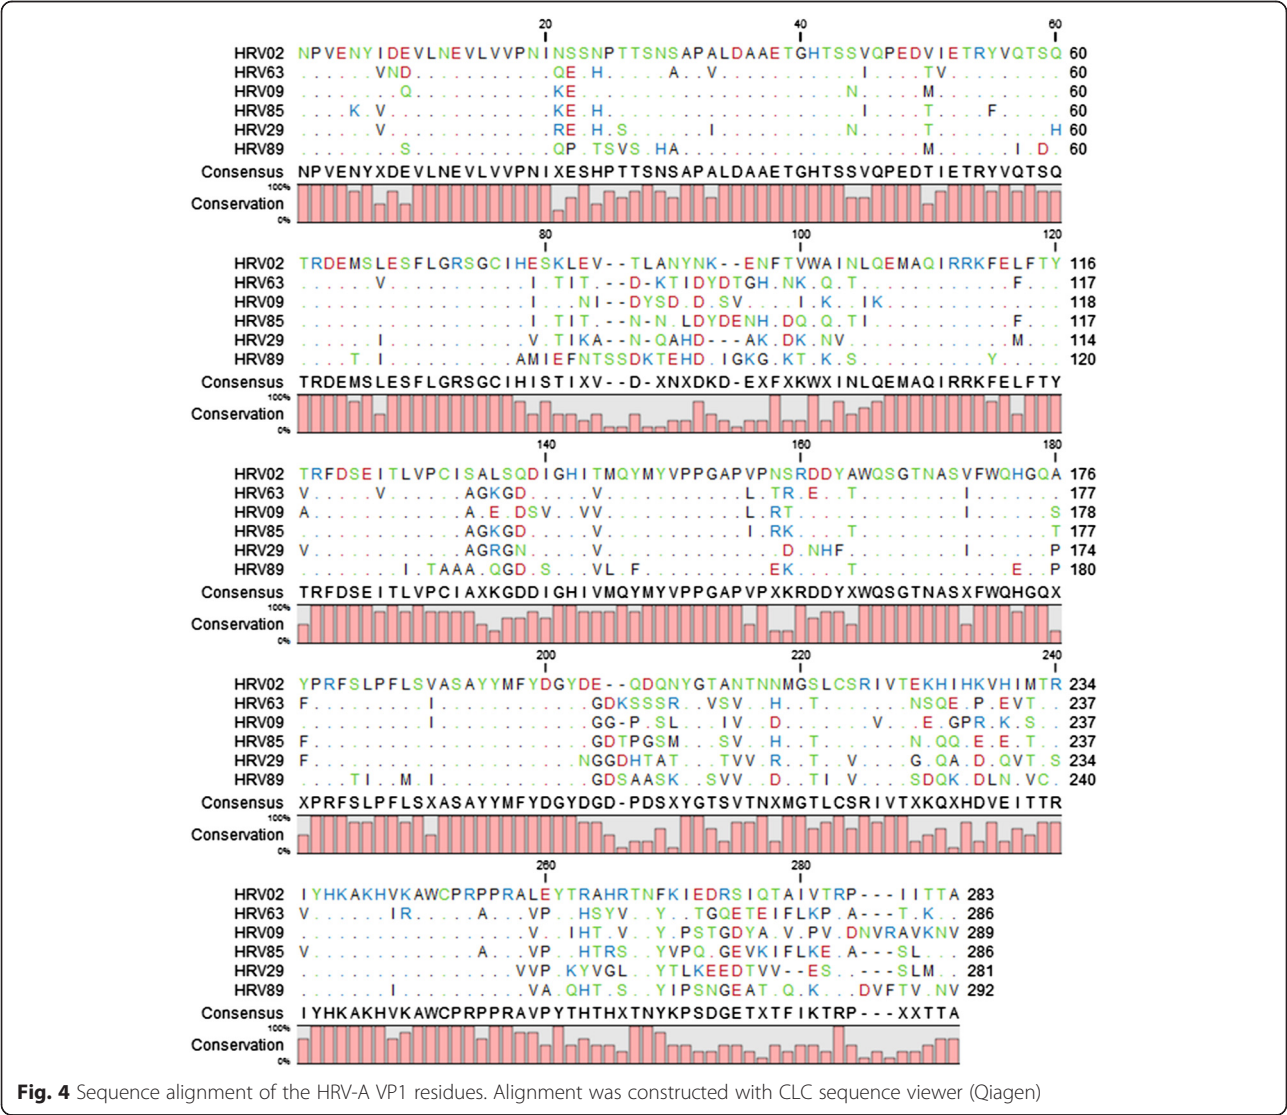 20 40 60
HRV02 NPVENYIDEVLNEVLVVPNINSSNPTTSNSAPALDAAETGHTSSVQPEDVIETRYVQTSQ 60
HRV63 ......VND...........QE.H.....A..V...........I....TV......... 60
HRV09 ........Q...........KE.....................N.....M.......... 60
HRV85 ....K.V.............KE.H....................I....T....F..... 60
HRV29 ......V.............RE.H.S......I..........N.....T.........H 60
HRV89 ........S...........QP.TSVS.HA...................M......I.D. 60
Consensus NPVENYXDEVLNEVLVVPNIXESHPTTSNSAPALDAAETGHTSSVQPEDTIETRYVQTSQ
100%
Conservation
0%
80 100 120
HRV02 TRDEMSLESFLGRSGCIHESKLEV--TLANYNK--ENFTVWAINLQEMAQIRRKFELFTY 116
HRV63 ......V...........I.TIT.--D-KTIDYDTGH.NK.Q.T............F... 117
HRV09 ..................I...NI--DYSD.D.SV....I.K..IK.............. 118
HRV85 ..................I.TIT.--N-N.LDYDENH.DQ.Q.TI...........F... 117
HRV29 ......I...........V.TIKA--N-QAHD---AK.DK.NV.............M... 114
HRV89 ....T.I..........AMIEFNTSSDKTEHD.IGKG.KT.K.S..........Y..... 120
Consensus TRDEMSLESFLGRSGCIHISTIXV--D-XNXDKD-EXFXKWXINLQEMAQIRRKFELFTY
100%
Conservation
0%
140 160 180
HRV02 TRFDSEITLVPCISALSQDIGHITMQYMYVPPGAPVPNSRDDYAWQSGTNASVFWQHGQA 176
HRV63 V.....V......AGKGD.....V...........L.TR.E..T........I....... 177
HRV09 A............A.E.DSV..VV...........L.RT.............I......S 178
HRV85 .............AGKGD.....V...........I.RK....T...............T 177
HRV29 V............AGRGN.....V..............D.NHF.........I......P 174
HRV89 ........I.TAAA.QGD.S...VL.F..........EK....T............E..P 180
Consensus TRFDSEITLVPCIAXKGDDIGHIVMQYMYVPPGAPVPXKRDDYXWQSGTNASXFWQHGQX
100%
Conservation
0%
200 220 240
HRV02 YPRFSLPFLSVASAYYMFYDGYDE--QDQNYGTANTNNMGSLCSRIVTEKHIHKVHIMTR 234
HRV63 F.........I............GDKSSSR..VSV..H..T.......NSQE.P.EVT.. 237
HRV09 ..........I............GG-P.SL...IV..D.......V...E.GPR.K.S.. 237
HRV85 F......................GDTPGSM...SV..H..T.......N.QQ.E.E.T.. 237
HRV29 F.....................NGGDHTAT..TVV..R..T..V....G.QA.D.QVT.S 234
HRV89 ....TI..M.I............GDSAASK..SVV..D..TI.V....SDQK.DLN.VC. 240
Consensus XPRFSLPFLSXASAYYMFYDGYDGD-PDSXYGTSVTNXMGTLCSRIVTXKQXHDVEITTR
100%
Conservation
0%
260 280
HRV02 IYHKAKHVKAWCPRPPRALEYTRAHRTNFKIEDRSIQTAIVTRP---IITTA 283
HRV63 V......IR.....A...VP..HSYV..Y..TGQETEIFLKP.A---T.K.. 286
HRV09 ..................V..IHT.V..Y.PSTGDYA.V.PV.DNVRAVKNV 289
HRV85 V.............A...VP..HTRS..YVPQ.GEVKIFLKE.A---SL... 286
HRV29 .................VVP.KYVGL..YTLKEEDTVV--ES..---SLM.. 281
HRV89 .......I..........VA.QHT.S..YIPSNGEAT.Q.K...DVFTV.NV 292
Consensus IYHKAKHVKAWCPRPPRAVPYTHTHXTNYKPSDGETXTFIKTRP---XXTTA
100%
Conservation
0%
Fig. 4 Sequence alignment of the HRV-A VP1 residues. Alignment was constructed with CLC sequence viewer (Qiagen)